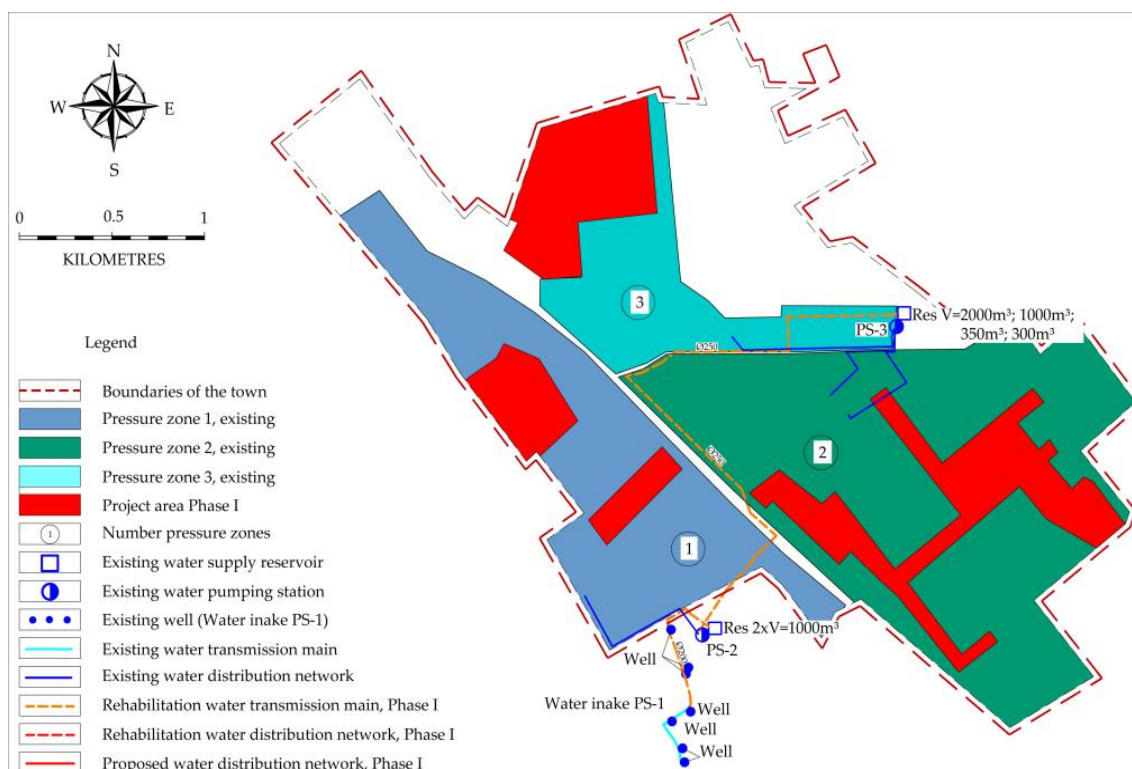 N
W
E
S
0
0.5
1
KILOMETRES
Legend
Boundaries of the town
Pressure zone 1, existing
Pressure zone 2, existing
Pressure zone 3, existing
Project area Phase I
1
Number pressure zones
Existing water supply reservoir
Existing water pumping station
Existing well (Water inake PS-1)
Existing water transmission main
Existing water distribution network
Rehabilitation water transmission main, Phase I
Rehabilitation water distribution network, Phase I
Proposed water distribution network, Phase I
3
Res V=2000m³; 1000m³;
350m³; 300m³
PS-3
Ø250
Ø250
2
1
Res 2xV=1000m³
PS-2
Ø200
Well
Water inake PS-1
Well
Well
Well